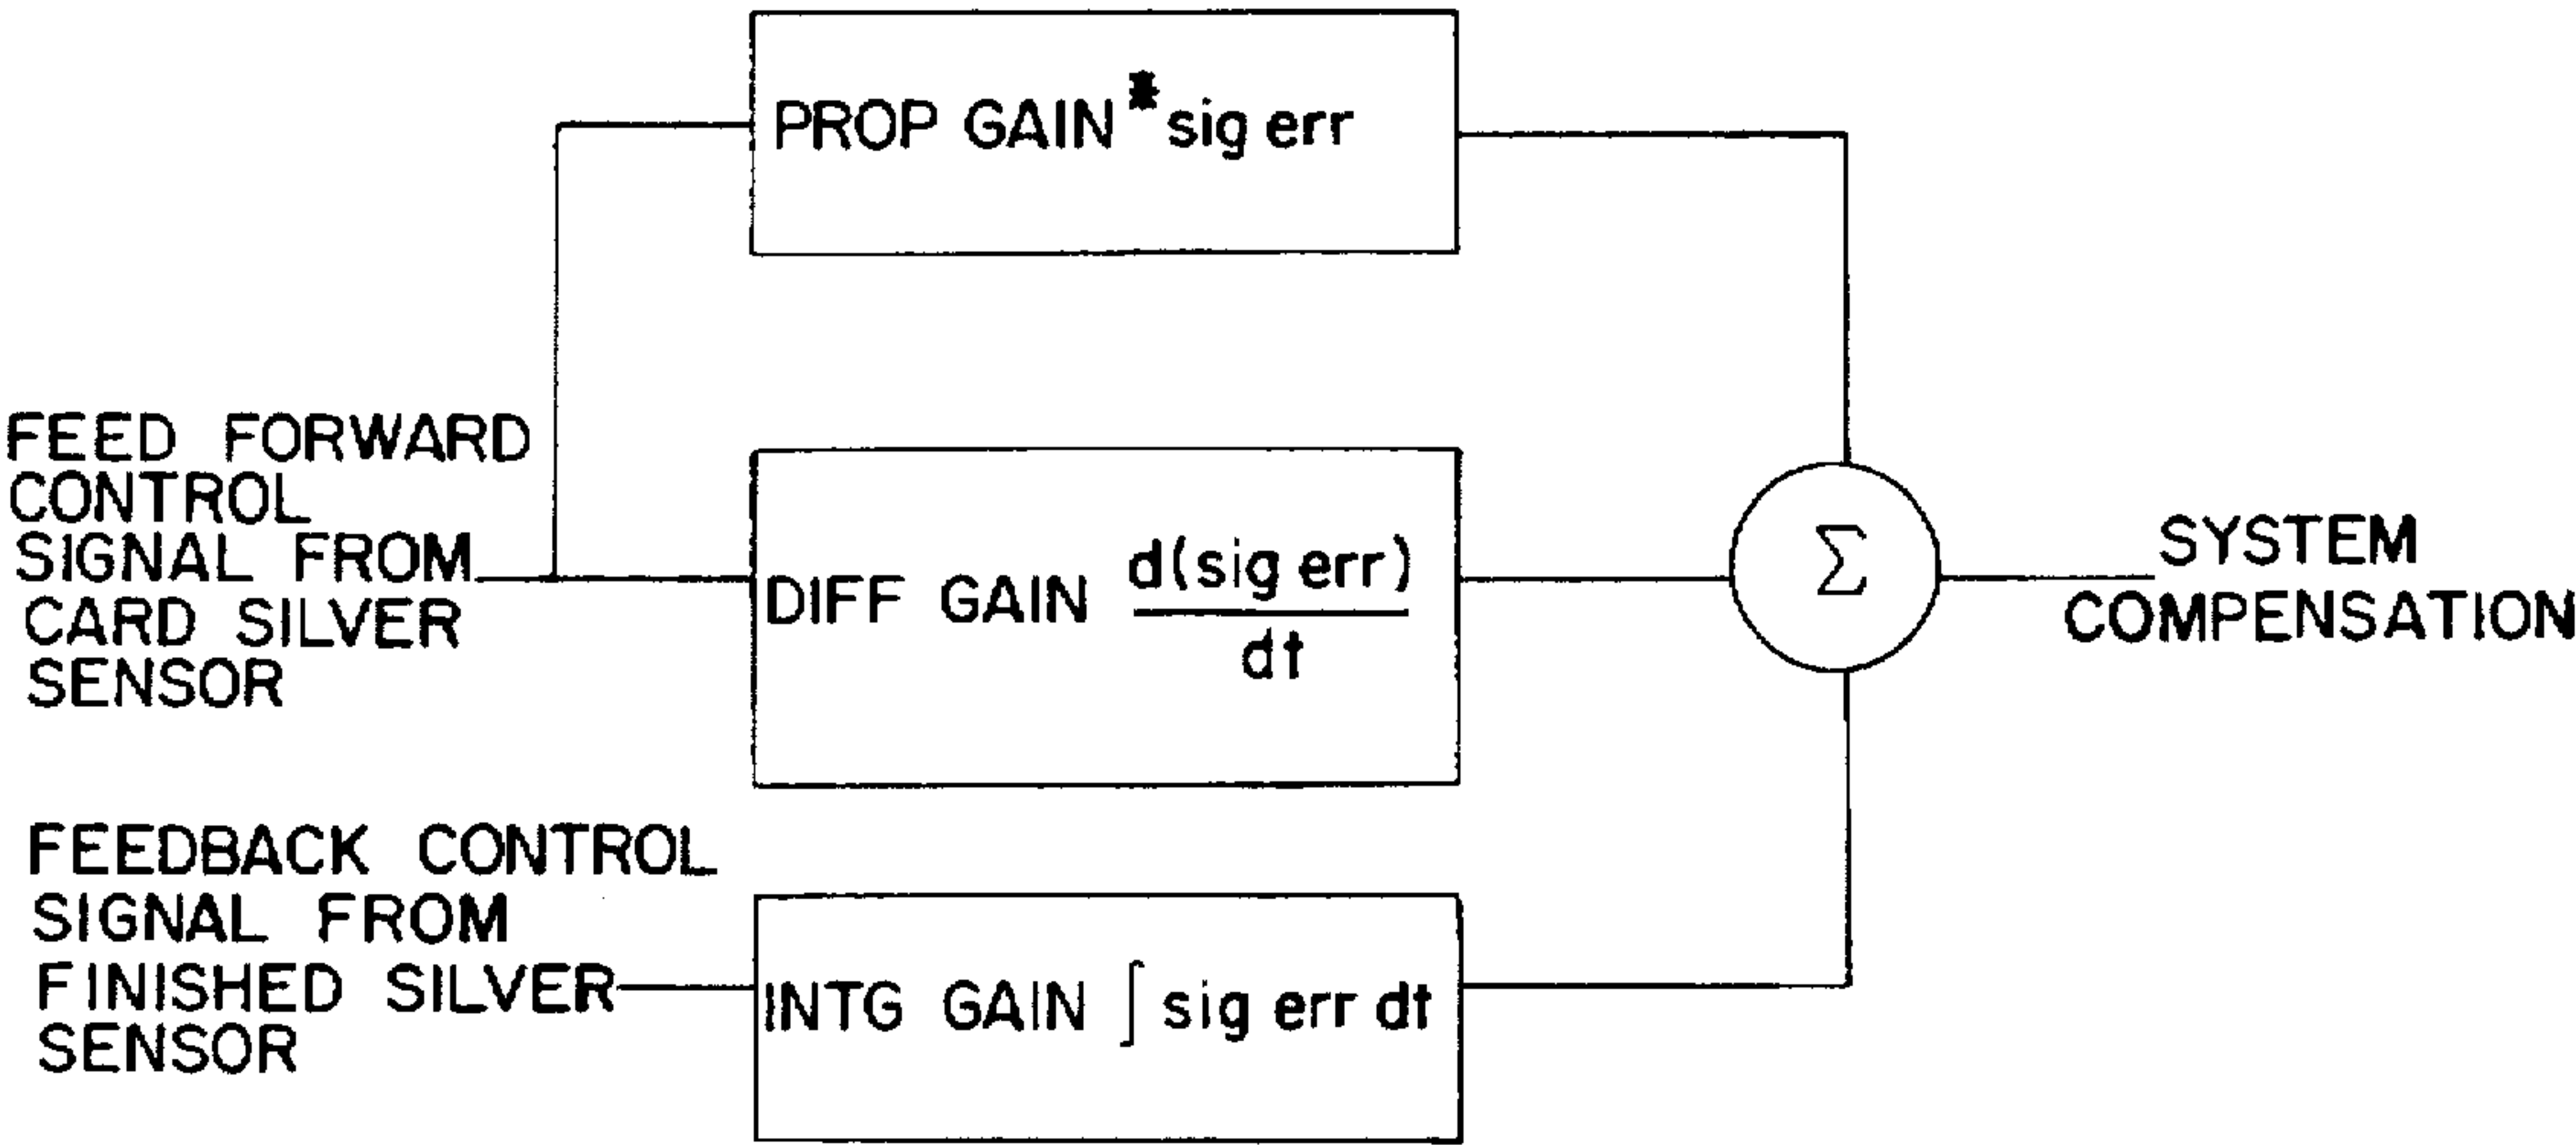 PROP GAIN * sig err
FEED FORWARD
CONTROL
SIGNAL FROM
CARD SILVER
SENSOR
DIFF GAIN d(sig err)
dt
Σ
SYSTEM
COMPENSATION
FEEDBACK CONTROL
SIGNAL FROM
FINISHED SILVER
SENSOR
INTG GAIN ∫ sig err dt